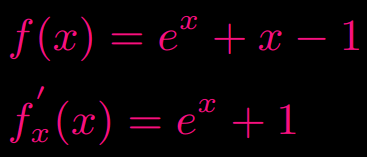 f(x) = e^x + x − 1
f'_x(x) = e^x + 1